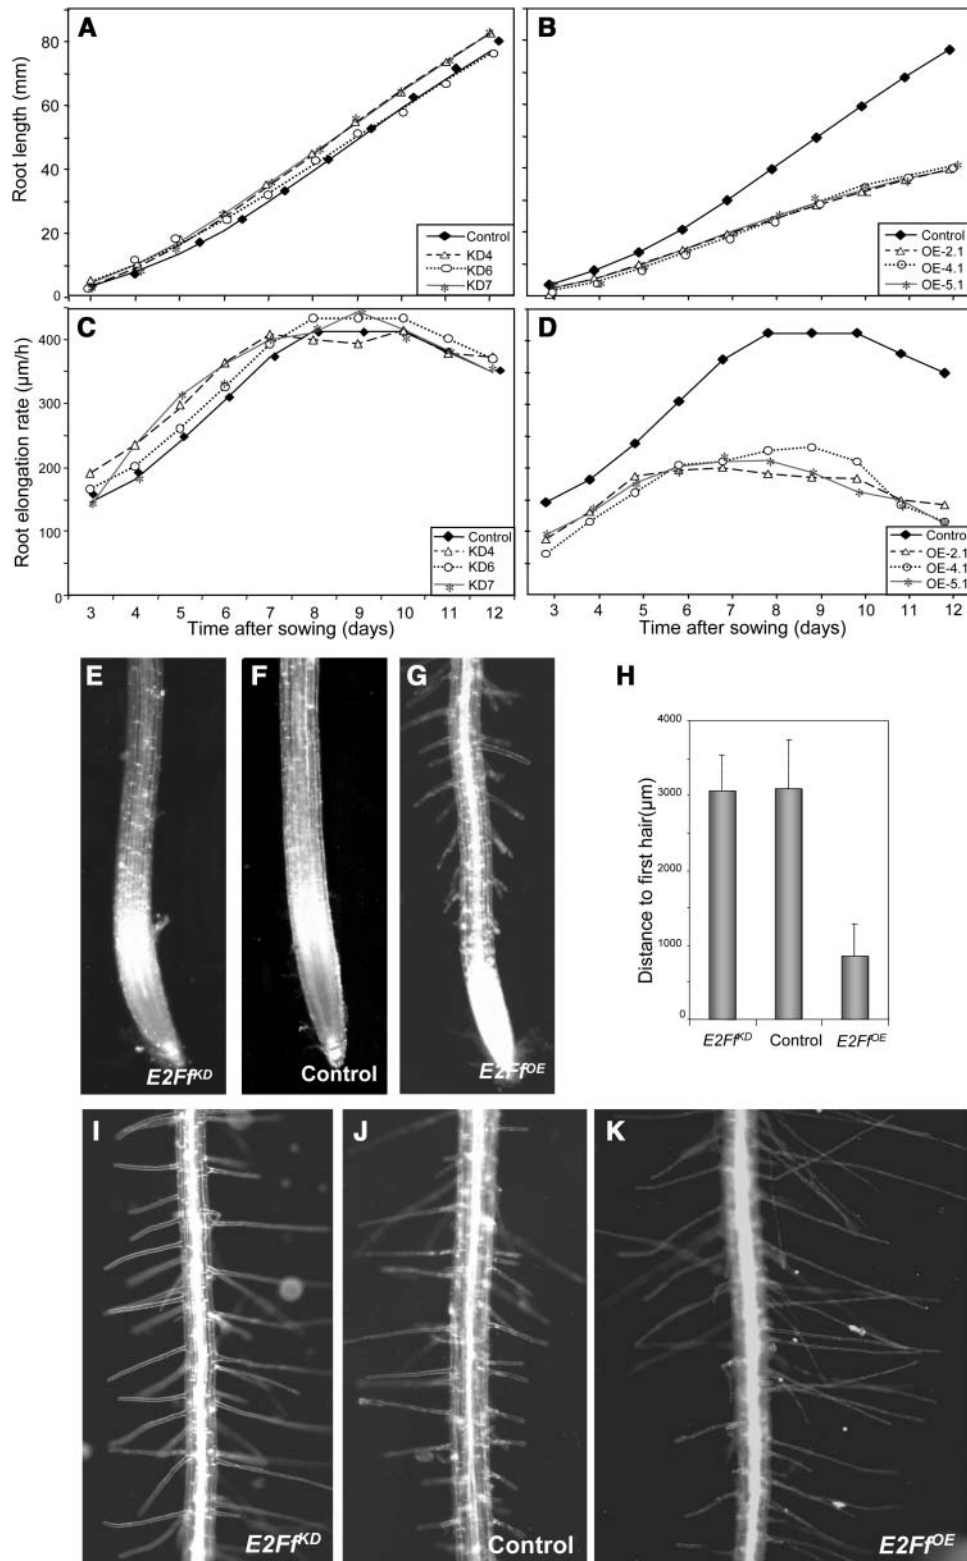 A
B
Root length (mm)
80
60
40
20
0
Control
KD4
KD6
KD7
Control
OE-2.1
OE-4.1
OE-5.1
C
D
Root elongation rate (µm/h)
400
300
200
100
0
Control
KD4
KD6
KD7
Control
OE-2.1
OE-4.1
OE-5.1
3 4 5 6 7 8 9 10 11 12
3 4 5 6 7 8 9 10 11 12
Time after sowing (days)
Time after sowing (days)
E
F
G
H
E2Ff^KD
Control
E2Ff^OE
Distance to first hair(µm)
4000
3000
2000
1000
0
E2Ff^KD Control E2Ff^OE
I
J
K
E2Ff^KD
Control
E2Ff^OE